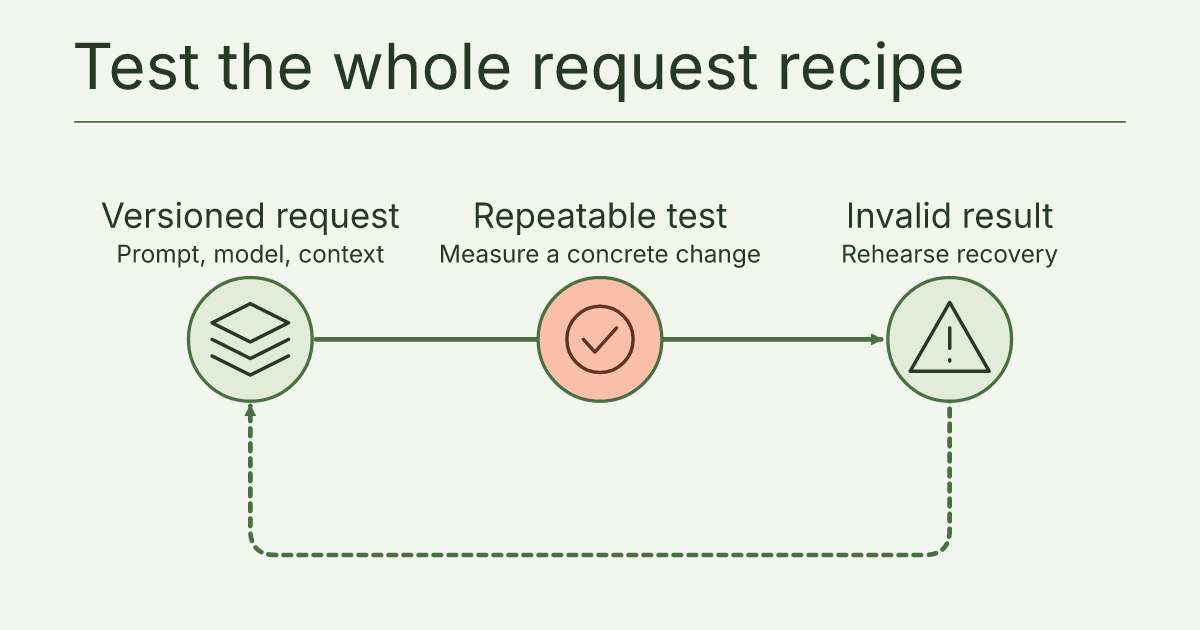 Test the whole request recipe
Versioned request
Prompt, model, context
Repeatable test
Measure a concrete change
Invalid result
Rehearse recovery